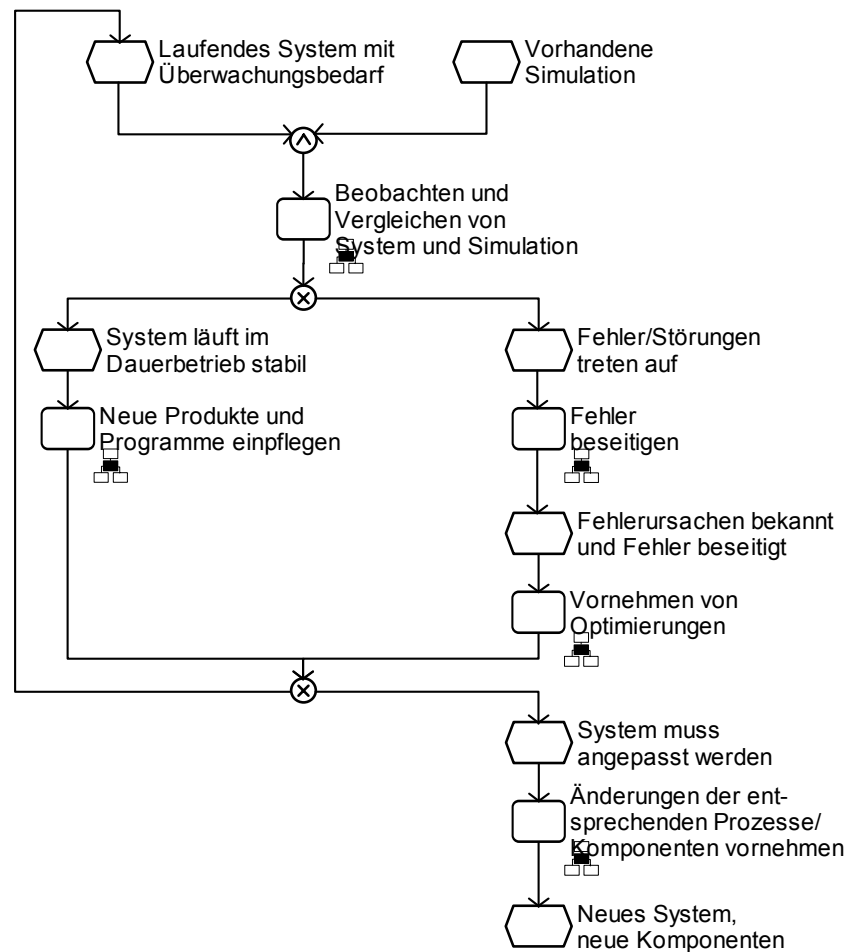 Laufendes System mit
Überwachungsbedarf
Vorhandene
Simulation
Beobachten und
Vergleichen von
System und Simulation
System läuft im
Dauerbetrieb stabil
Fehler/Störungen
treten auf
Neue Produkte und
Programme einpflegen
Fehler
beseitigen
Fehlerursachen bekannt
und Fehler beseitigt
Vornehmen von
Optimierungen
System muss
angepasst werden
Änderungen der ent-
sprechenden Prozesse/
Komponenten vornehmen
Neues System,
neue Komponenten